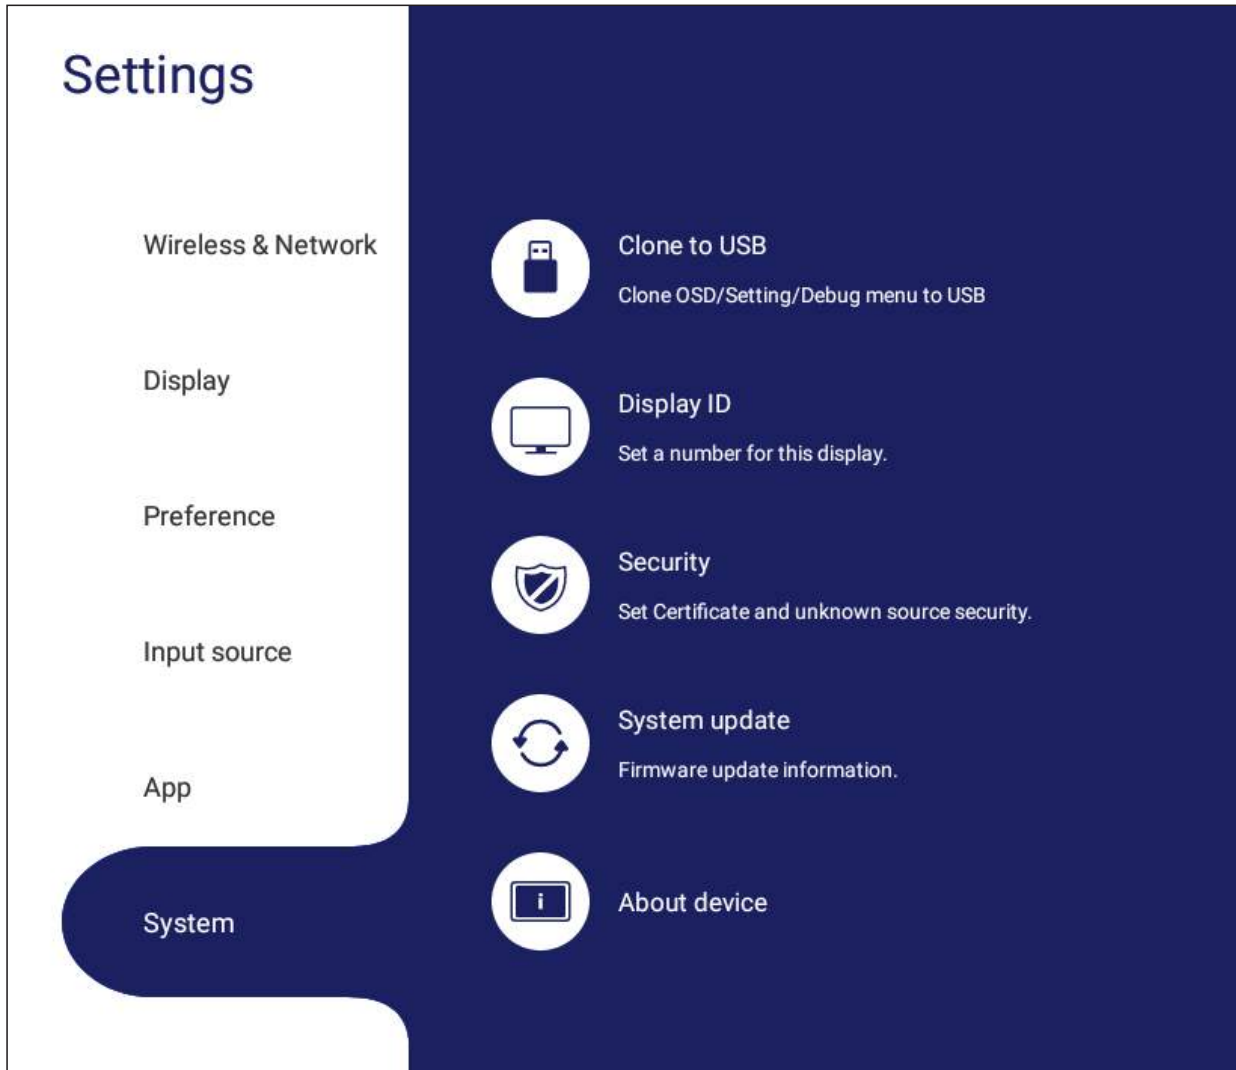 Settings
Wireless & Network
Display
Preference
Input source
App
System
Clone to USB
Clone OSD/Setting/Debug menu to USB
Display ID
Set a number for this display.
Security
Set Certificate and unknown source security.
System update
Firmware update information.
i
About device